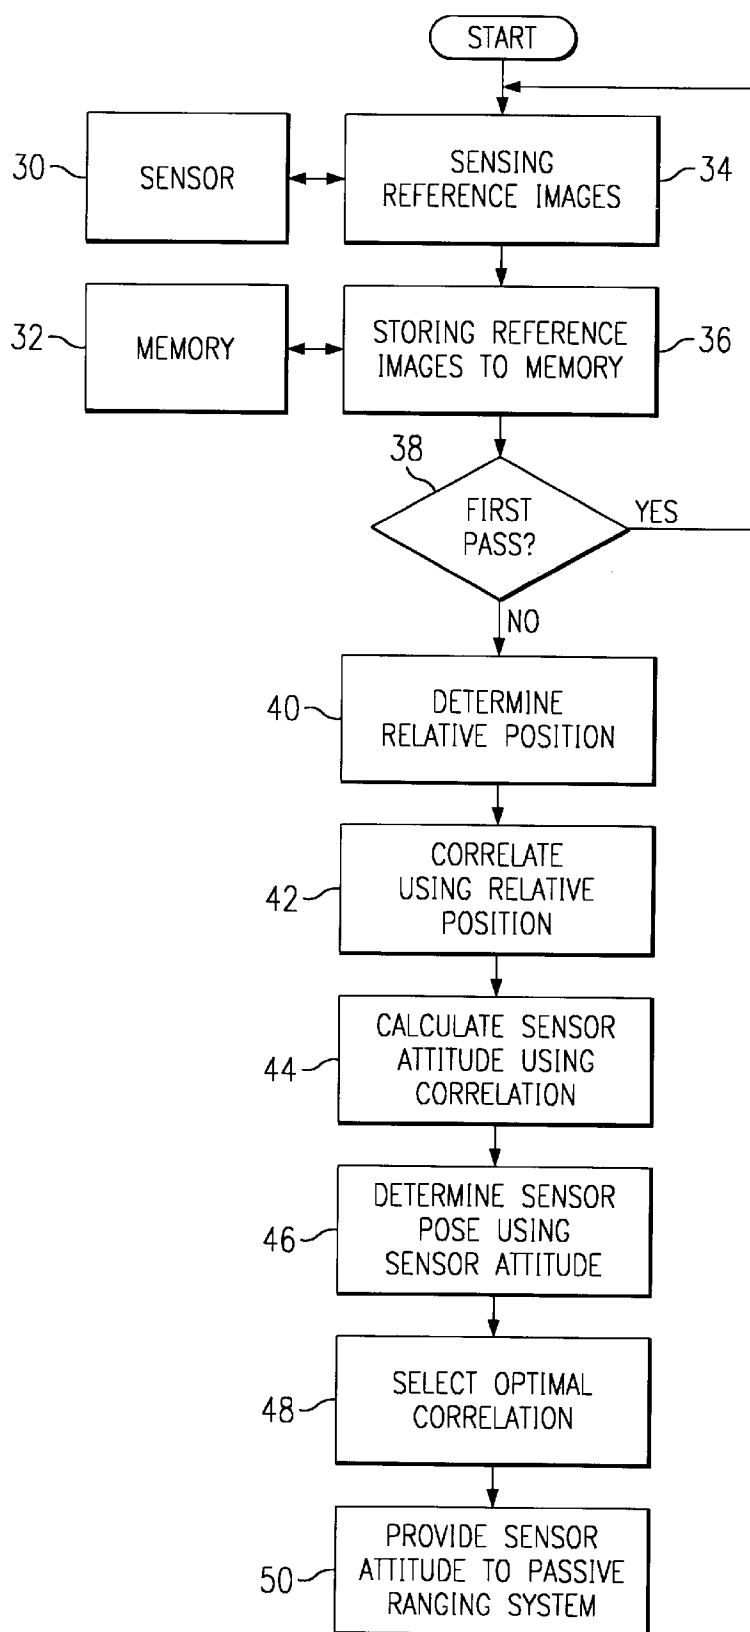 START
30
SENSOR
SENSING
REFERENCE IMAGES
34
32
MEMORY
STORING REFERENCE
IMAGES TO MEMORY
36
38
FIRST
PASS?
YES
NO
40
DETERMINE
RELATIVE POSITION
42
CORRELATE
USING RELATIVE
POSITION
44
CALCULATE SENSOR
ATTITUDE USING
CORRELATION
46
DETERMINE SENSOR
POSE USING
SENSOR ATTITUDE
48
SELECT OPTIMAL
CORRELATION
50
PROVIDE SENSOR
ATTITUDE TO PASSIVE
RANGING SYSTEM